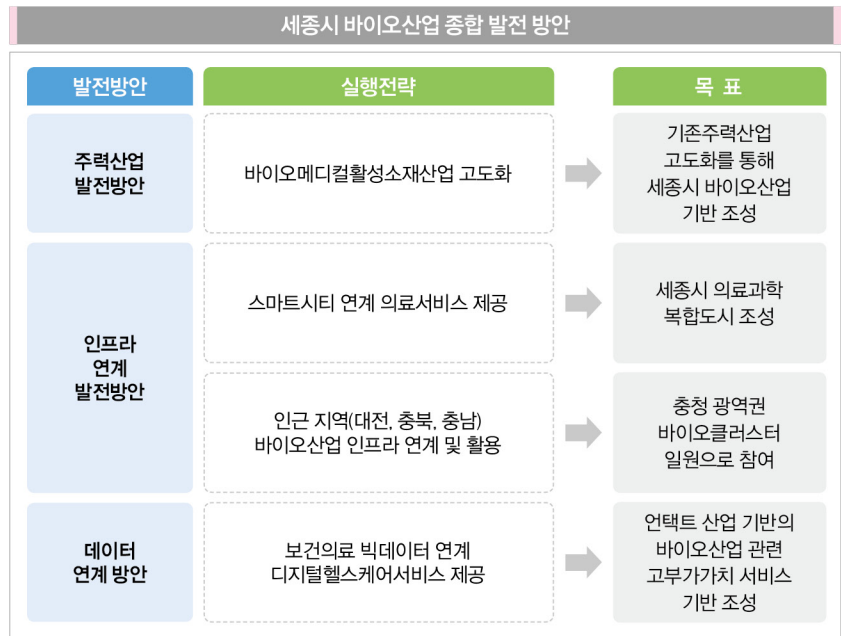 세종시 바이오산업 종합 발전 방안
발전방안
실행전략
목 표
주력산업
발전방안
바이오메디컬활성소재산업 고도화
기존주력산업
고도화를 통해
세종시 바이오산업
기반 조성
인프라
연계
발전방안
스마트시티 연계 의료서비스 제공
세종시 의료과학
복합도시 조성
인근 지역(대전, 충북, 충남)
바이오산업 인프라 연계 및 활용
충청 광역권
바이오클러스터
일원으로 참여
데이터
연계 방안
보건의료 빅데이터 연계
디지털헬스케어서비스 제공
언택트 산업 기반의
바이오산업 관련
고부가가치 서비스
기반 조성